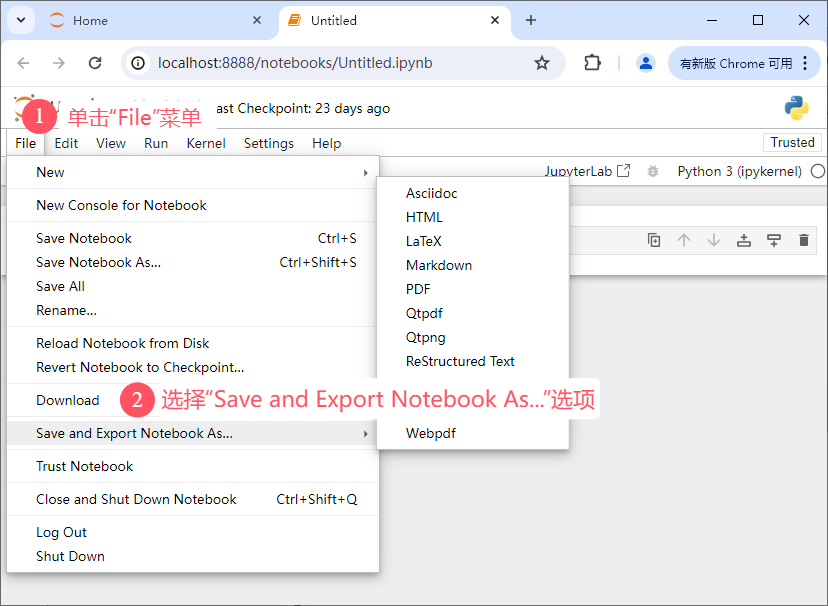 Home
Untitled
localhost:8888/notebooks/Untitled.ipynb
有新版 Chrome 可用
1 单击“File”菜单
ast Checkpoint: 23 days ago
File Edit View Run Kernel Settings Help
Trusted
JupyterLab
Python 3 (ipykernel)
New
New Console for Notebook
Save Notebook Ctrl+S
Save Notebook As... Ctrl+Shift+S
Save All
Rename...
Reload Notebook from Disk
Revert Notebook to Checkpoint...
Download
2 选择“Save and Export Notebook As...”选项
Save and Export Notebook As...
Trust Notebook
Close and Shut Down Notebook Ctrl+Shift+Q
Log Out
Shut Down
Asciidoc
HTML
LaTeX
Markdown
PDF
Qtpdf
Qtpng
ReStructured Text
Webpdf